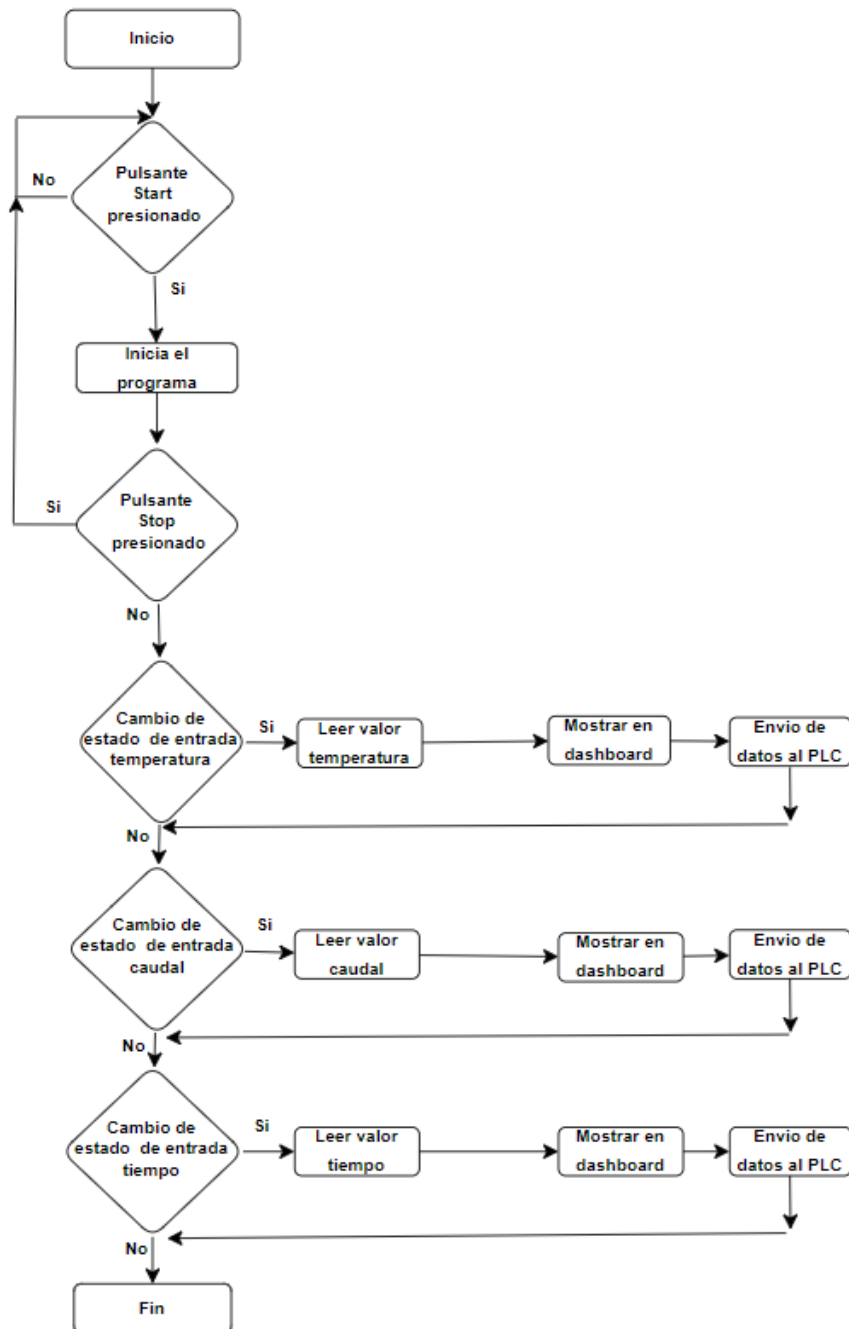 Inicio
Pulsante
Start
presionado
No
Si
Inicia el
programa
Pulsante
Stop
presionado
Si
No
Cambio de
estado de entrada
temperatura
Si
Leer valor
temperatura
Mostrar en
dashboard
Envio de
datos al PLC
No
Cambio de
estado de entrada
caudal
Si
Leer valor
caudal
Mostrar en
dashboard
Envio de
datos al PLC
No
Cambio de
estado de entrada
tiempo
Si
Leer valor
tiempo
Mostrar en
dashboard
Envio de
datos al PLC
No
Fin